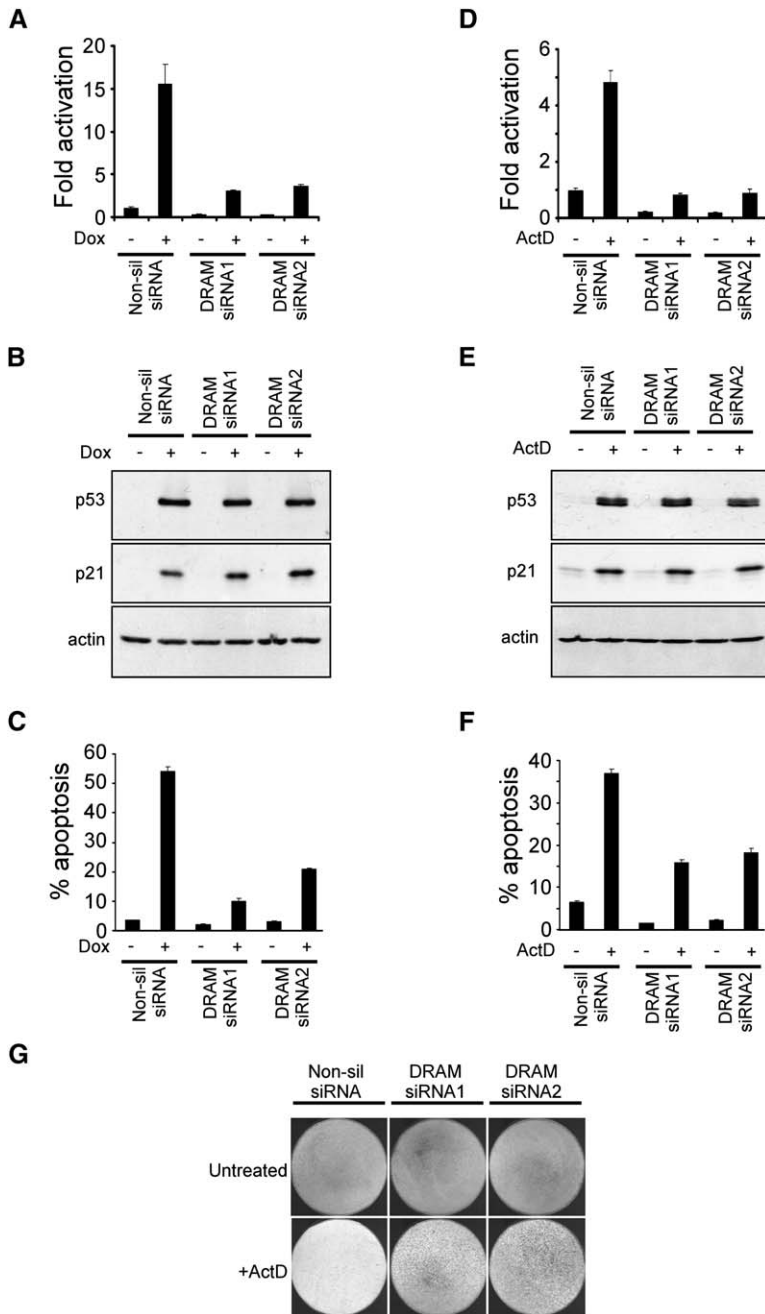 A
Fold activation
20
15
10
5
0
Dox
- + - + - +
Non-sil siRNA
DRAM siRNA1
DRAM siRNA2
B
Non-sil siRNA
DRAM siRNA1
DRAM siRNA2
Dox
- + - + - +
p53
p21
actin
C
% apoptosis
60
50
40
30
20
10
0
Dox
- + - + - +
Non-sil siRNA
DRAM siRNA1
DRAM siRNA2
D
Fold activation
6
4
2
0
ActD
- + - + - +
Non-sil siRNA
DRAM siRNA1
DRAM siRNA2
E
Non-sil siRNA
DRAM siRNA1
DRAM siRNA2
ActD
- + - + - +
p53
p21
actin
F
% apoptosis
40
30
20
10
0
ActD
- + - + - +
Non-sil siRNA
DRAM siRNA1
DRAM siRNA2
G
Non-sil siRNA
DRAM siRNA1
DRAM siRNA2
Untreated
+ActD